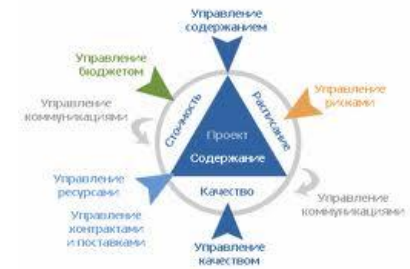 Управление
содержанием
Управление
бюджетом
Управление
рисками
Управление
коммуникациями
Стоимость
Расписание
Проект
Содержание
Качество
Управление
ресурсами
Управление
контрактами
и поставками
Управление
коммуникациями
Управление
качеством